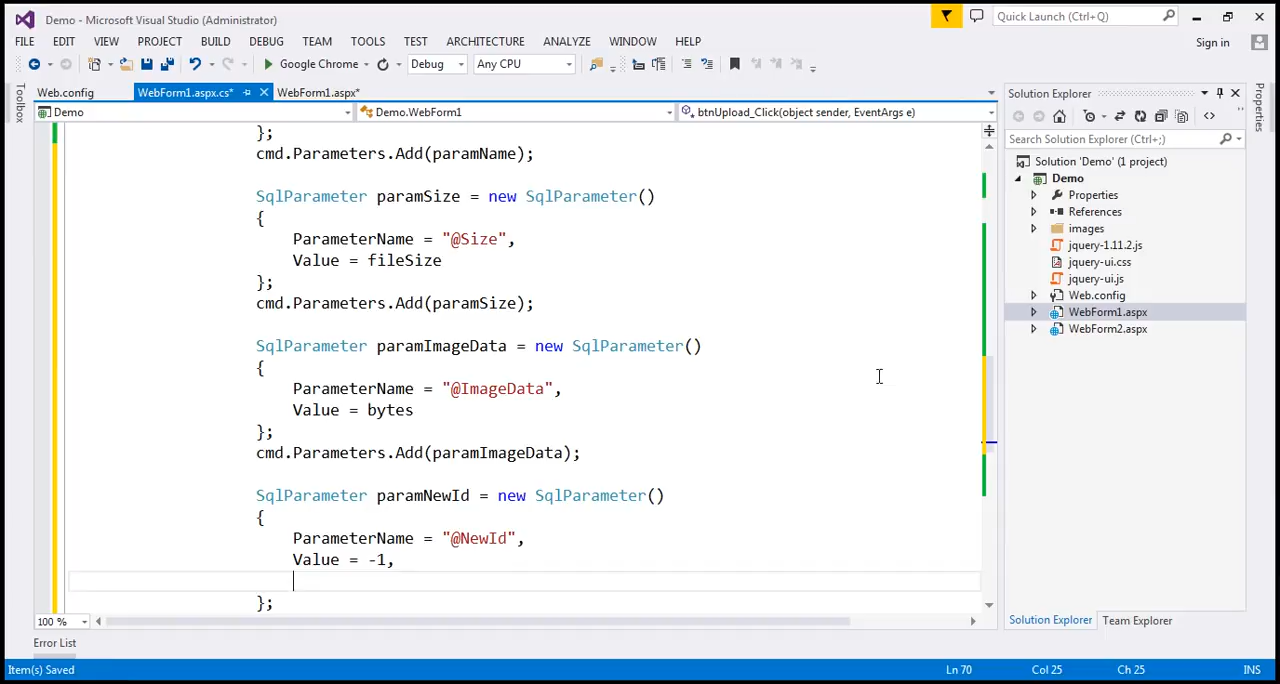 Demo - Microsoft Visual Studio (Administrator)
Quick Launch (Ctrl+Q)
FILE EDIT VIEW PROJECT BUILD DEBUG TEAM TOOLS TEST ARCHITECTURE ANALYZE WINDOW HELP
Sign in
Google Chrome Debug Any CPU
Toolbox
Web.config WebForm1.aspx.cs* WebForm1.aspx*
Demo Demo.WebForm1 btnUpload_Click(object sender, EventArgs e)
};
cmd.Parameters.Add(paramName);
SqlParameter paramSize = new SqlParameter()
{
ParameterName = "@Size",
Value = fileSize
};
cmd.Parameters.Add(paramSize);
SqlParameter paramImageData = new SqlParameter()
{
ParameterName = "@ImageData",
Value = bytes
};
cmd.Parameters.Add(paramImageData);
SqlParameter paramNewId = new SqlParameter()
{
ParameterName = "@NewId",
Value = -1,
};
100 %
Solution Explorer
Search Solution Explorer (Ctrl+;)
Solution 'Demo' (1 project)
Demo
Properties
References
images
jquery-1.11.2.js
jquery-ui.css
jquery-ui.js
Web.config
WebForm1.aspx
WebForm2.aspx
Solution Explorer Team Explorer
Properties
Error List
Item(s) Saved Ln 70 Col 25 Ch 25 INS